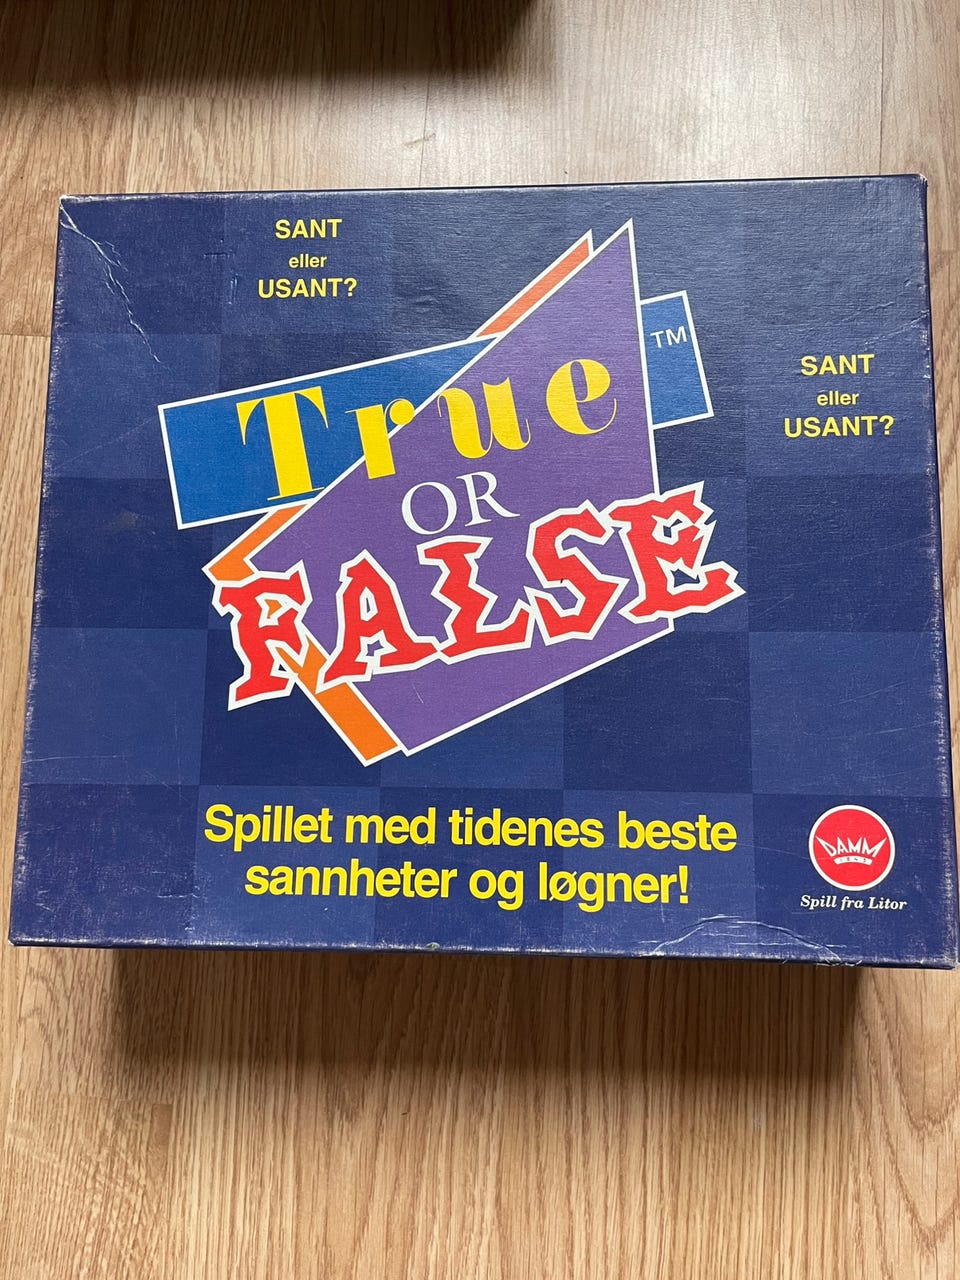 SANT
eller
USANT?
True
TM
OR
FALSE
SANT
eller
USANT?
Spillet med tidenes beste
sannheter og løgner!
DAMM
1843
Spill fra Litor